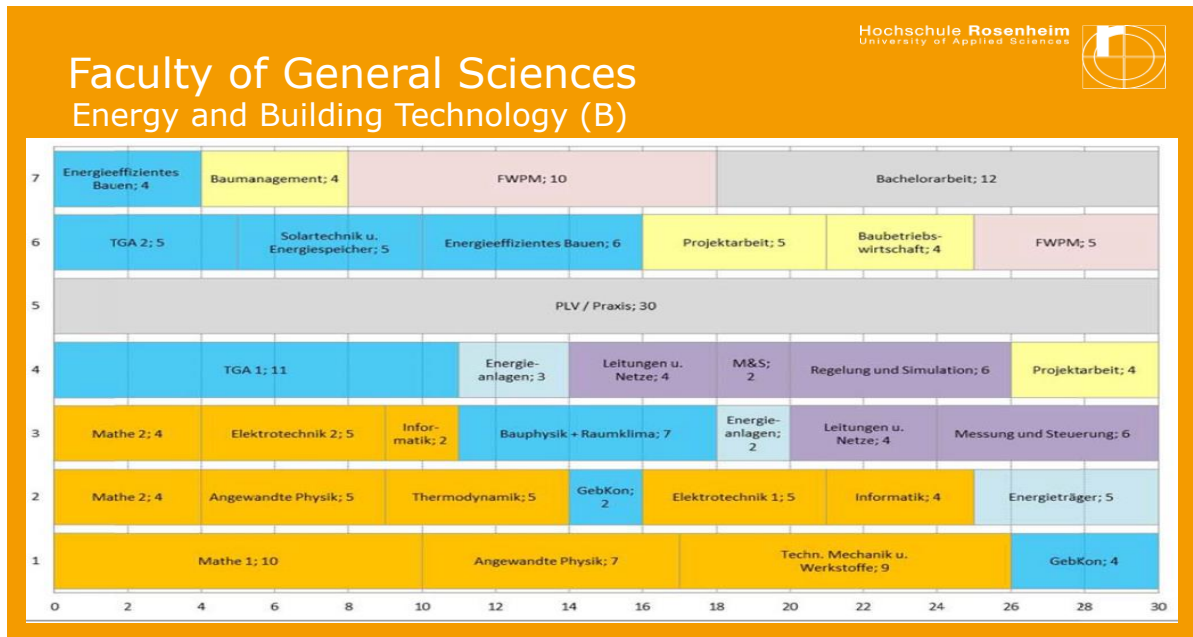 Hochschule Rosenheim
University of Applied Sciences
Faculty of General Sciences
Energy and Building Technology (B)
7
Energieeffizientes
Bauen; 4
Baumanagement; 4
FWPM; 10
Bachelorarbeit; 12
6
TGA 2; 5
Solartechnik u.
Energiespeicher; 5
Energieeffizientes Bauen; 6
Projektarbeit; 5
Baubetriebs-
wirtschaft; 4
FWPM; 5
5
PLV / Praxis; 30
4
TGA 1; 11
Energie-
anlagen; 3
Leitungen u.
Netze; 4
M&S;
2
Regelung und Simulation; 6
Projektarbeit; 4
3
Mathe 2; 4
Elektrotechnik 2; 5
Infor-
matik; 2
Bauphysik + Raumklima; 7
Energie-
anlagen;
2
Leitungen u.
Netze; 4
Messung und Steuerung; 6
2
Mathe 2; 4
Angewandte Physik; 5
Thermodynamik; 5
GebKon;
2
Elektrotechnik 1; 5
Informatik; 4
Energieträger; 5
1
Mathe 1; 10
Angewandte Physik; 7
Techn. Mechanik u.
Werkstoffe; 9
GebKon; 4
0 2 4 6 8 10 12 14 16 18 20 22 24 26 28 30